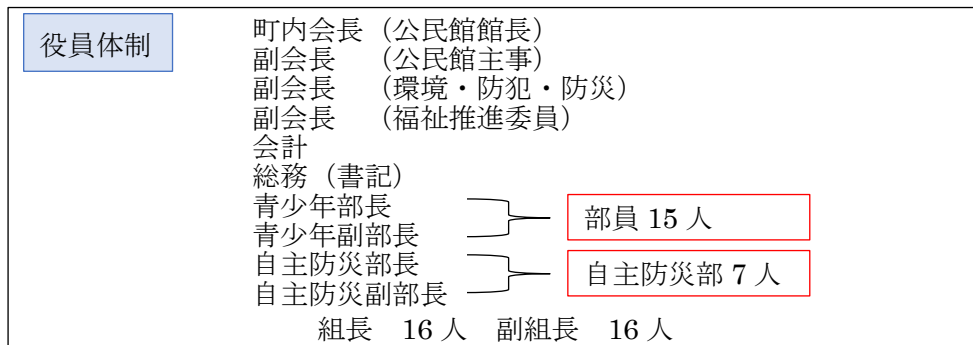 役員体制
町内会長（公民館館長）
副会長　（公民館主事）
副会長　（環境・防犯・防災）
副会長　（福祉推進委員）
会計
総務（書記）
青少年部長
青少年副部長
部員 15 人
自主防災部長
自主防災副部長
自主防災部 7 人
組長　16 人　副組長　16 人